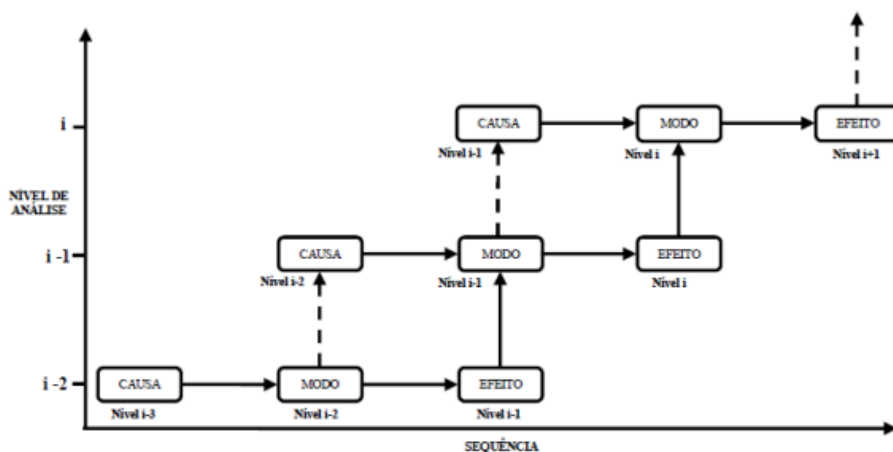 i
CAUSA
MODO
EFEITO
Nível i-1
Nível i
Nível i+1
NÍVEL DE
ANÁLISE
i -1
CAUSA
MODO
EFEITO
Nível i-2
Nível i-1
Nível i
i -2
CAUSA
MODO
EFEITO
Nível i-3
Nível i-2
Nível i-1
SEQUÊNCIA